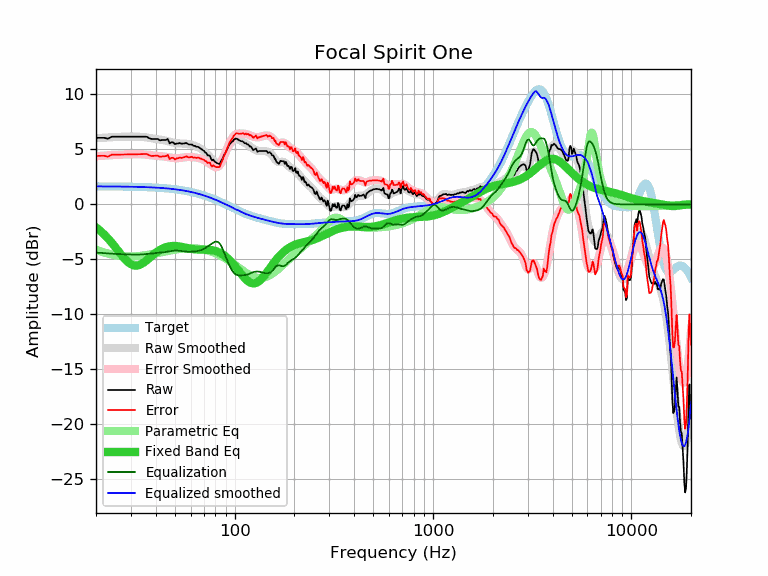 Focal Spirit One
10
5
0
−5
−10
−15
−20
−25
Amplitude (dBr)
Target
Raw Smoothed
Error Smoothed
Raw
Error
Parametric Eq
Fixed Band Eq
Equalization
Equalized smoothed
100 1000 10000
Frequency (Hz)